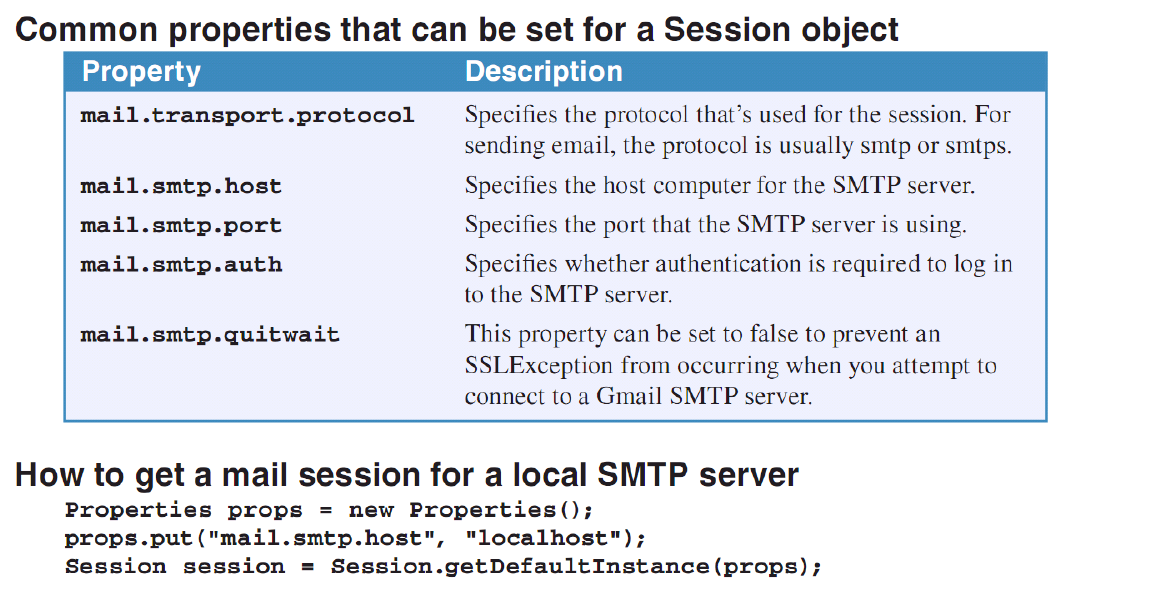 Common properties that can be set for a Session object
Property Description
mail.transport.protocol Specifies the protocol that’s used for the session. For
sending email, the protocol is usually smtp or smtps.
mail.smtp.host Specifies the host computer for the SMTP server.
mail.smtp.port Specifies the port that the SMTP server is using.
mail.smtp.auth Specifies whether authentication is required to log in
to the SMTP server.
mail.smtp.quitwait This property can be set to false to prevent an
SSLException from occurring when you attempt to
connect to a Gmail SMTP server.
How to get a mail session for a local SMTP server
Properties props = new Properties();
props.put("mail.smtp.host", "localhost");
Session session = Session.getDefaultInstance(props);